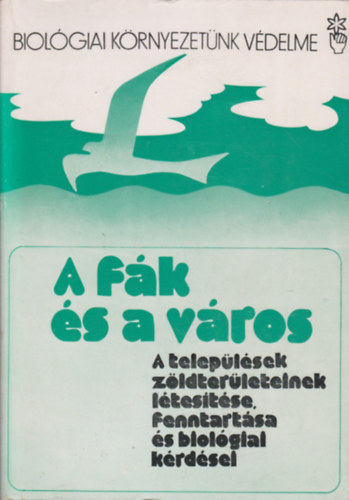 BIOLÓGIAI KÖRNYEZETÜNK VÉDELME
A fák
és a város
A települések
zöldterületeinek
létesítése,
fenntartása
és biológiai
kérdései